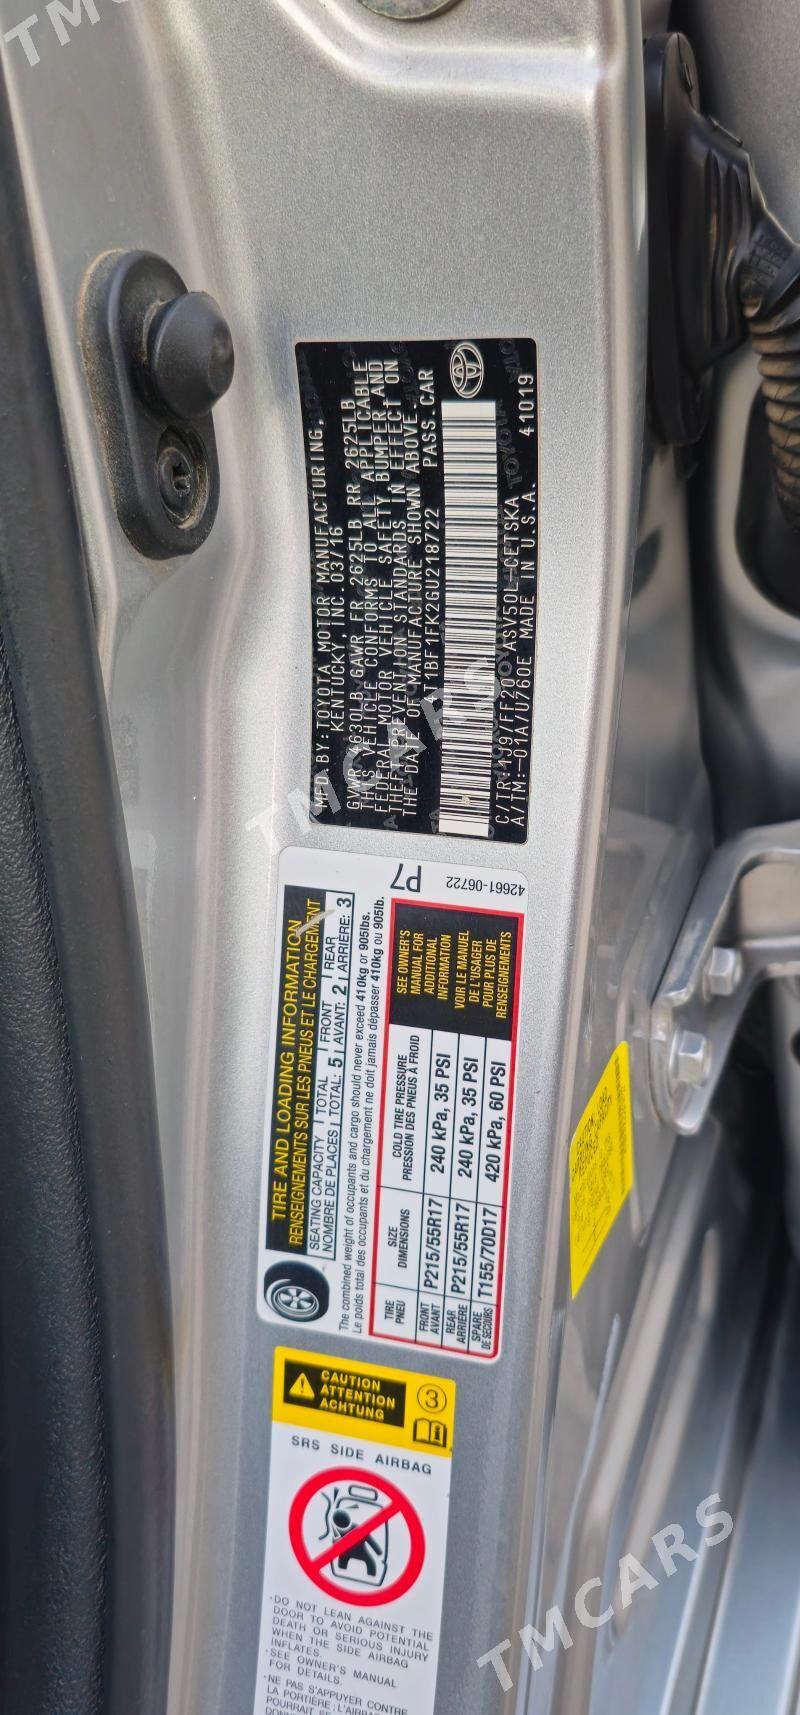 MFD. BY: TOYOTA MOTOR MANUFACTURING,
KENTUCKY, INC. 03/16
GVWR 4630LB GAWR FR 2625LB RR 2625LB
THIS VEHICLE CONFORMS TO ALL APPLICABLE
FEDERAL MOTOR VEHICLE SAFETY, BUMPER AND
THEFT PREVENTION STANDARDS IN EFFECT ON
THE DATE OF MANUFACTURE SHOWN ABOVE.
4T1BF1FK2GU218722 PASS. CAR
C/TR: 1J9/FF20 ASV50L-CETSKA 41019
A/TM: -01A/U760E MADE IN U.S.A.
TOYOTA
TIRE AND LOADING INFORMATION
RENSEIGNEMENTS SUR LES PNEUS ET LE CHARGEMENT
SEATING CAPACITY | TOTAL | FRONT | REAR
NOMBRE DE PLACES | TOTAL: 5 | AVANT: 2 | ARRIÈRE: 3
The combined weight of occupants and cargo should never exceed 410kg or 905lbs.
Le poids total des occupants et du chargement ne doit jamais dépasser 410kg ou 905lb.
TIRE PNEU
SIZE DIMENSIONS
COLD TIRE PRESSURE
PRESSION DES PNEUS À FROID
FRONT AVANT P215/55R17 240 kPa, 35 PSI
REAR ARRIÈRE P215/55R17 240 kPa, 35 PSI
SPARE DE SECOURS T155/70D17 420 kPa, 60 PSI
SEE OWNER'S
MANUAL FOR
ADDITIONAL
INFORMATION
VOIR LE MANUEL
DE L'USAGER
POUR PLUS DE
RENSEIGNEMENTS
P7
42661-06722
CAUTION
ATTENTION
ACHTUNG
3
SRS SIDE AIRBAG
·DO NOT LEAN AGAINST THE
DOOR TO AVOID POTENTIAL
DEATH OR SERIOUS INJURY
WHEN THE SIDE AIRBAG
INFLATES.
·SEE OWNER'S MANUAL
FOR DETAILS.
·NE PAS S'APPUYER CONTRE
LA PORTIÈRE;
TMCARS
TMCARS